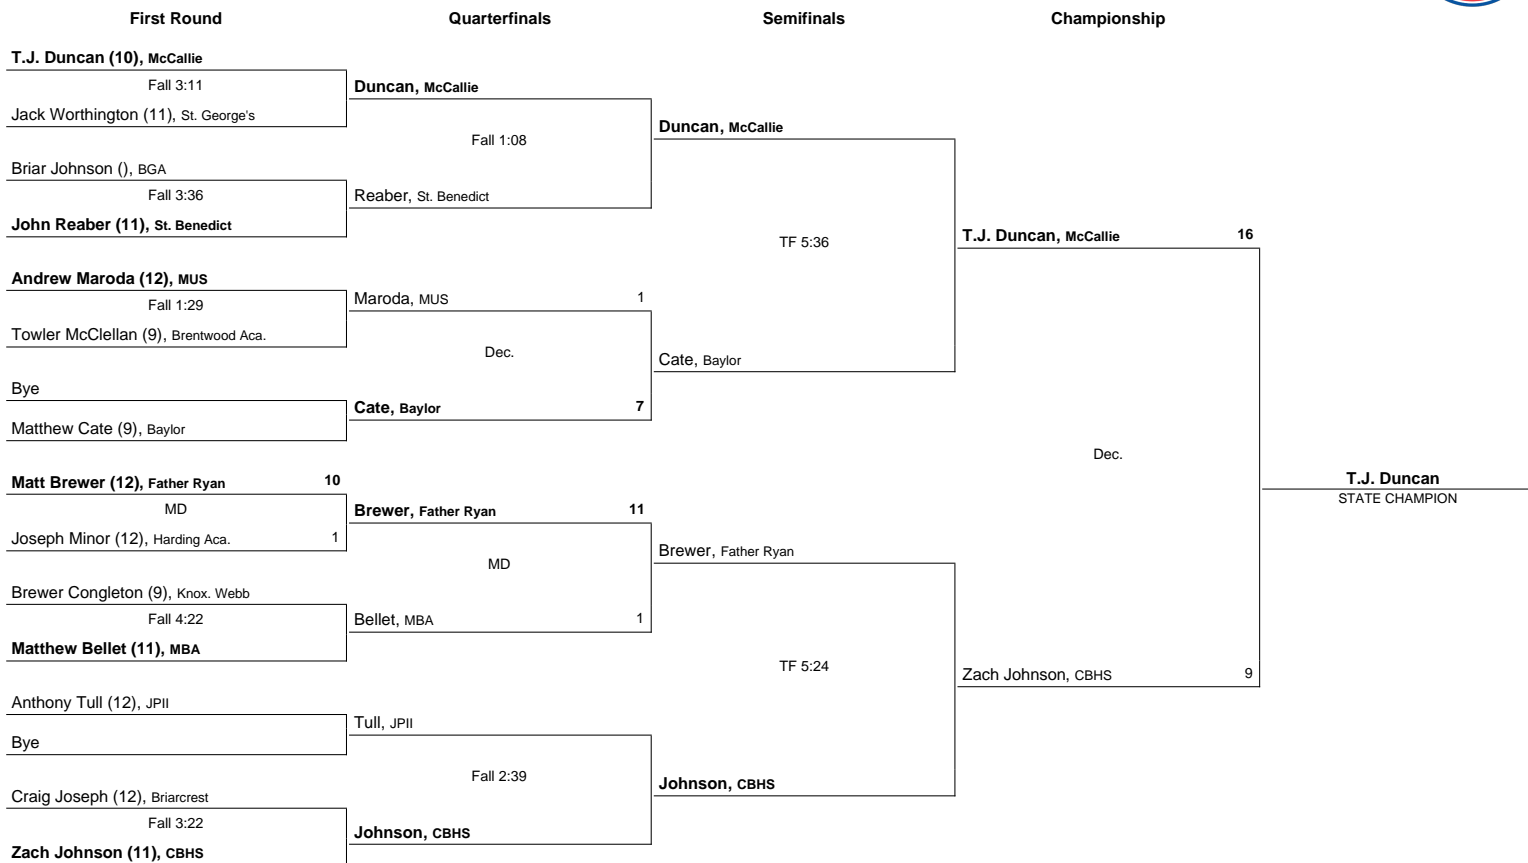 First Round
Quarterfinals
Semifinals
Championship
T.J. Duncan (10), McCallie
Fall 3:11
Jack Worthington (11), St. George's
Briar Johnson (), BGA
Fall 3:36
John Reaber (11), St. Benedict
Andrew Maroda (12), MUS
Fall 1:29
Towler McClellan (9), Brentwood Aca.
Bye
Matthew Cate (9), Baylor
Matt Brewer (12), Father Ryan 10
MD
Joseph Minor (12), Harding Aca. 1
Brewer Congleton (9), Knox. Webb
Fall 4:22
Matthew Bellet (11), MBA
Anthony Tull (12), JPII
Bye
Craig Joseph (12), Briarcrest
Fall 3:22
Zach Johnson (11), CBHS
Duncan, McCallie
Fall 1:08
Reaber, St. Benedict
Maroda, MUS 1
Dec.
Cate, Baylor 7
Brewer, Father Ryan 11
MD
Bellet, MBA 1
Tull, JPII
Fall 2:39
Johnson, CBHS
Duncan, McCallie
TF 5:36
Cate, Baylor
Brewer, Father Ryan
TF 5:24
Johnson, CBHS
T.J. Duncan, McCallie 16
Dec.
Zach Johnson, CBHS 9
T.J. Duncan
STATE CHAMPION